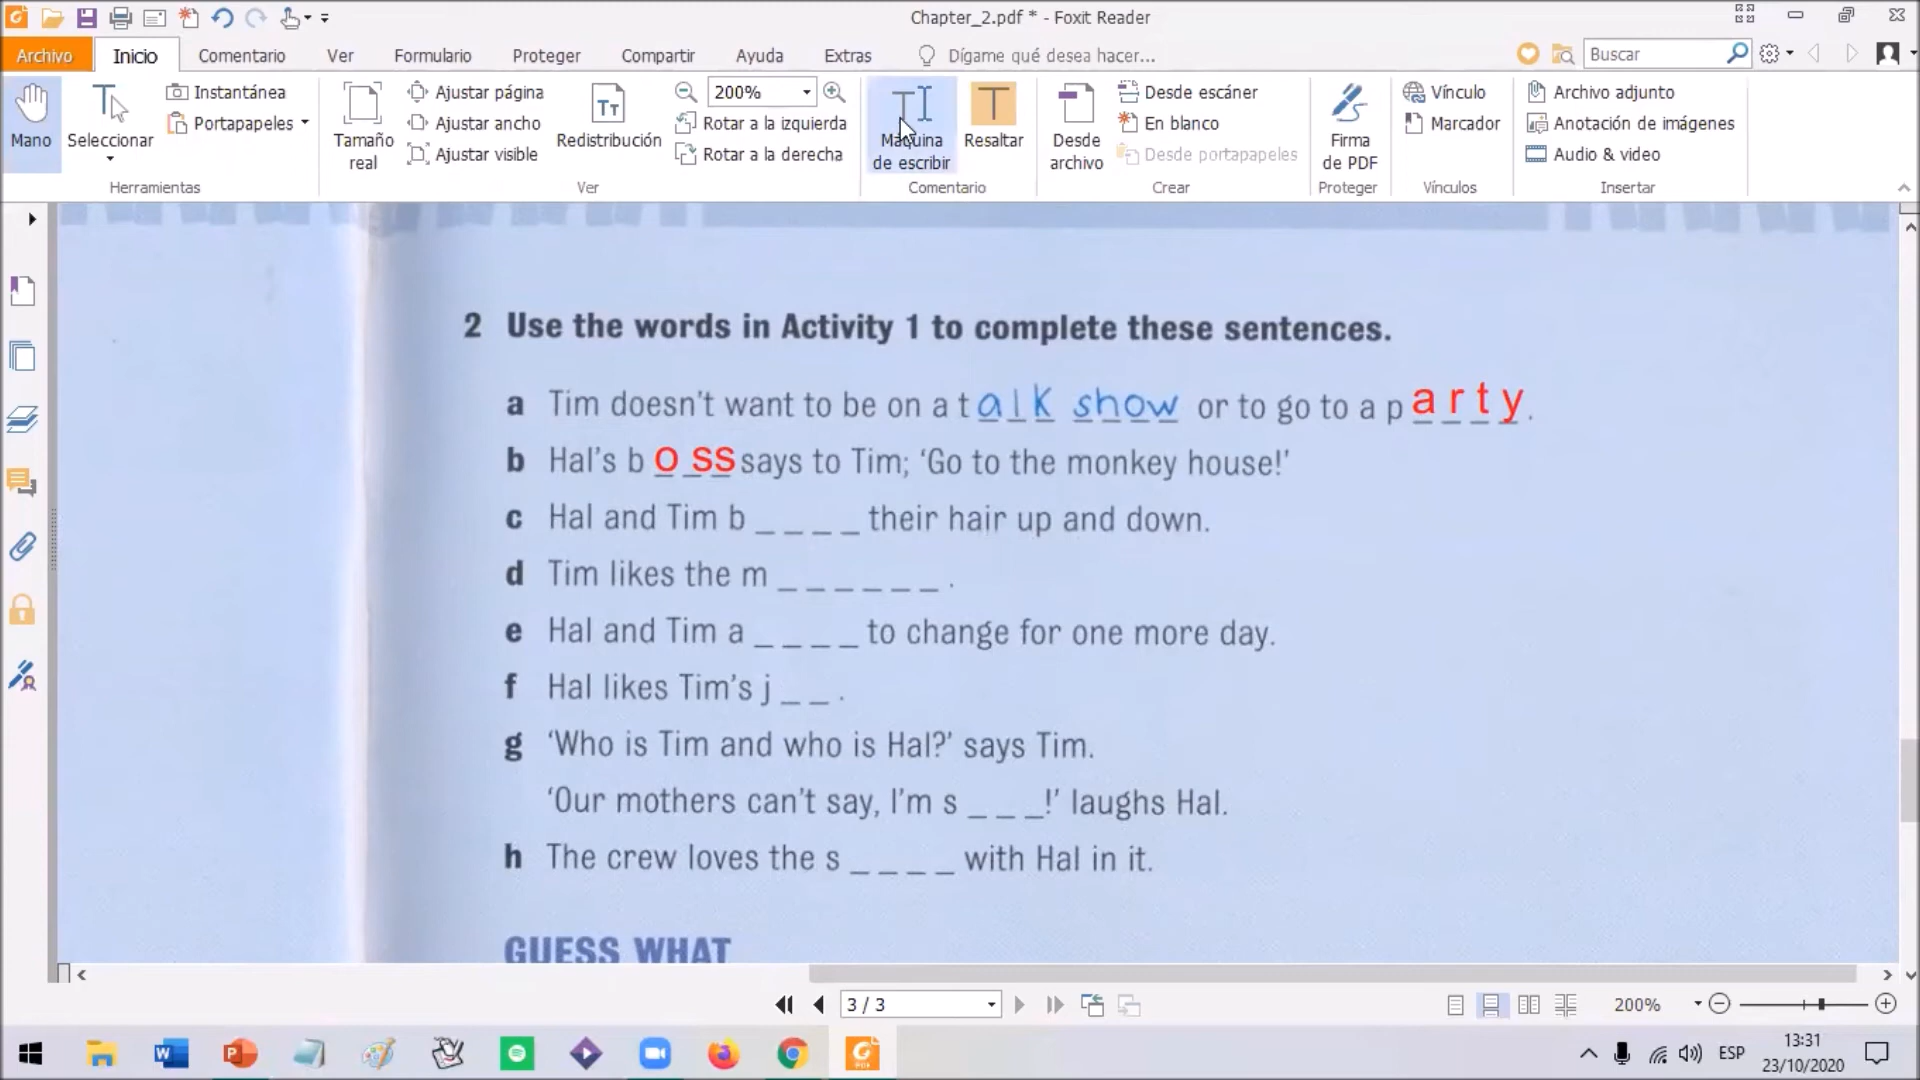 Chapter_2.pdf * - Foxit Reader
Archivo Inicio Comentario Ver Formulario Proteger Compartir Ayuda Extras Dígame qué desea hacer... Buscar
Mano Seleccionar Instantánea Portapapeles Herramientas
Tamaño real Ajustar página Ajustar ancho Ajustar visible Redistribución 200% Rotar a la izquierda Rotar a la derecha Ver
Máquina de escribir Resaltar Comentario
Desde archivo Desde escáner En blanco Desde portapapeles Crear
Firma de PDF Proteger
Vínculo Marcador Vínculos
Archivo adjunto Anotación de imágenes Audio & video Insertar
2 Use the words in Activity 1 to complete these sentences.
a Tim doesn't want to be on a t alk show or to go to a p a r t y.
b Hal's b o ss says to Tim; 'Go to the monkey house!'
c Hal and Tim b _ _ _ _ their hair up and down.
d Tim likes the m _ _ _ _ _ _ .
e Hal and Tim a _ _ _ _ to change for one more day.
f Hal likes Tim's j _ _ .
g 'Who is Tim and who is Hal?' says Tim.
'Our mothers can't say, I'm s _ _ _!' laughs Hal.
h The crew loves the s _ _ _ _ with Hal in it.
GUESS WHAT
3 / 3 200%
ESP 13:31
23/10/2020